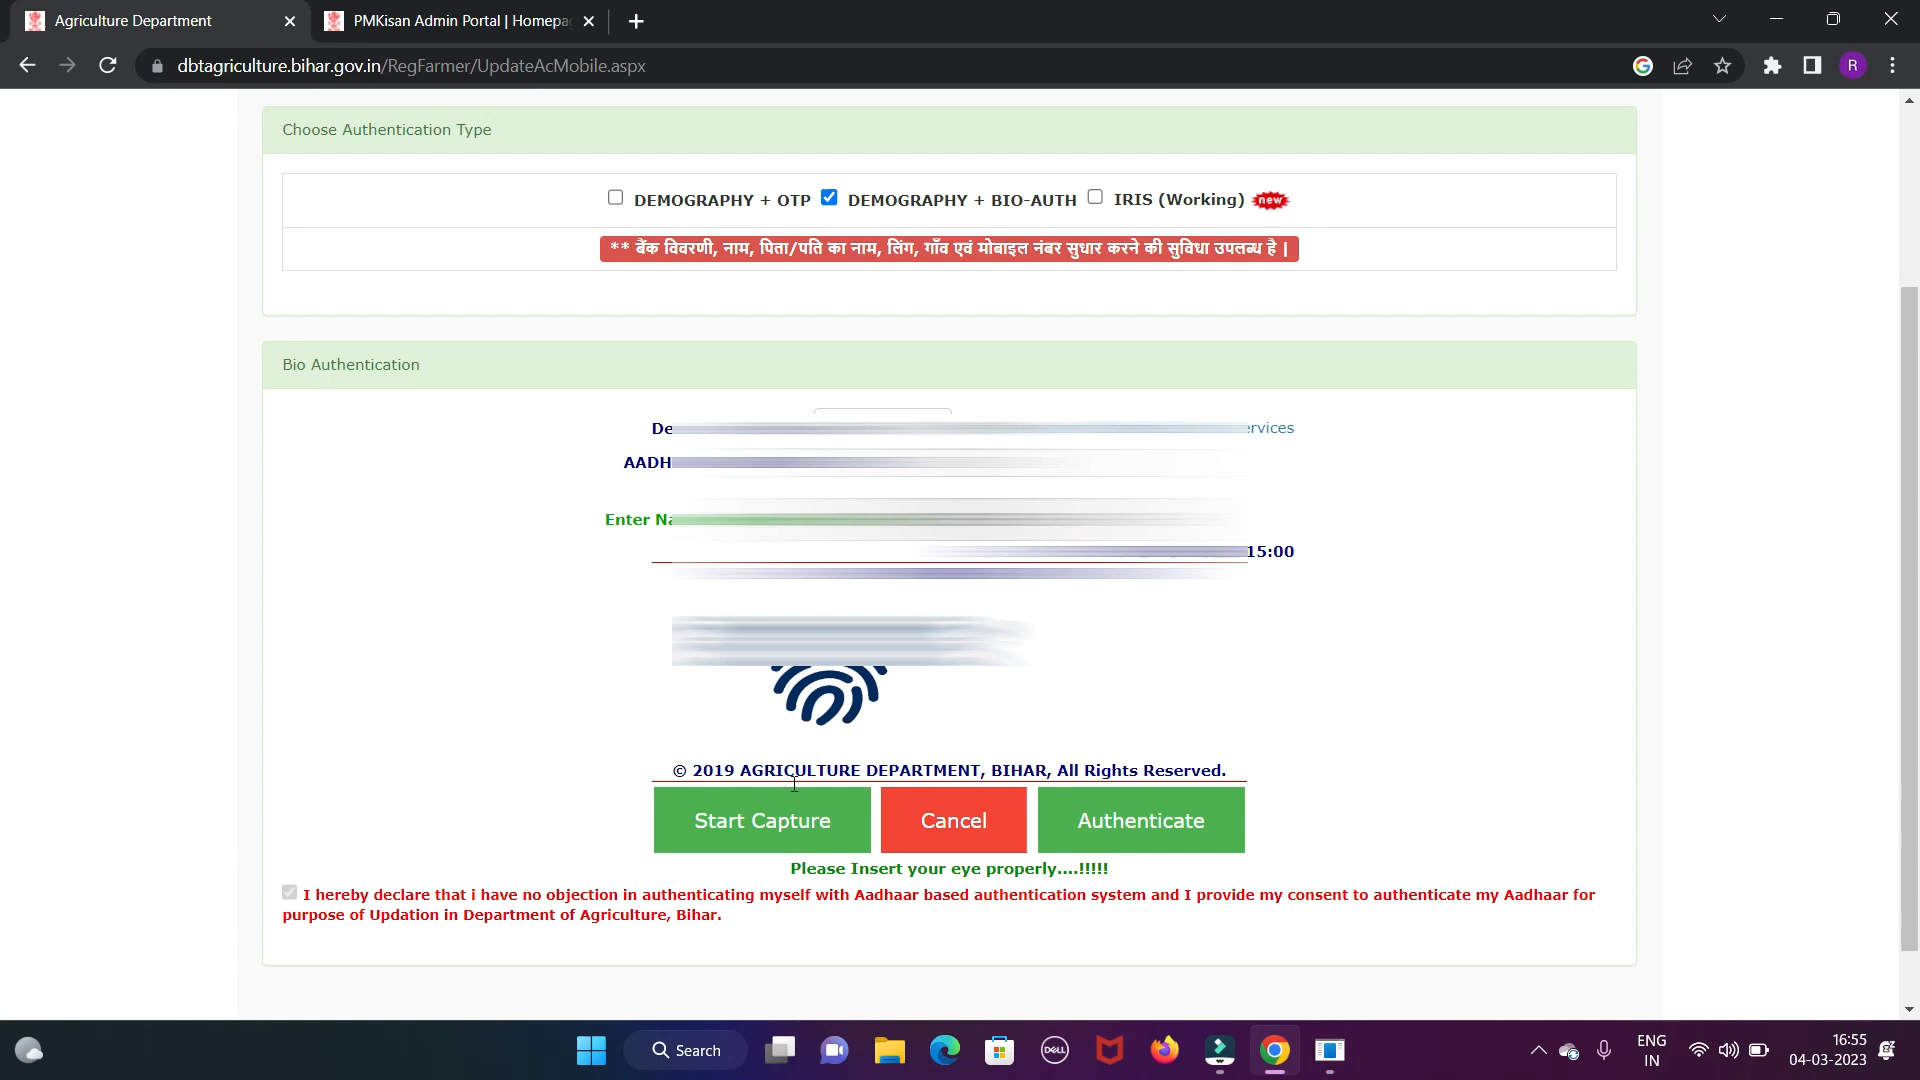 Agriculture Department
PMKisan Admin Portal | Homepa
dbtagriculture.bihar.gov.in/RegFarmer/UpdateAcMobile.aspx
R
Choose Authentication Type
DEMOGRAPHY + OTP DEMOGRAPHY + BIO-AUTH IRIS (Working) new
** बैंक विवरणी, नाम, पिता/पति का नाम, लिंग, गाँव एवं मोबाइल नंबर सुधार करने की सुविधा उपलब्ध है |
Bio Authentication
De
ervices
AADH
Enter Na
15:00
© 2019 AGRICULTURE DEPARTMENT, BIHAR, All Rights Reserved.
Start Capture Cancel Authenticate
Please Insert your eye properly....!!!!!
I hereby declare that i have no objection in authenticating myself with Aadhaar based authentication system and I provide my consent to authenticate my Aadhaar for
purpose of Updation in Department of Agriculture, Bihar.
Search
DELL
ENG
IN
16:55
04-03-2023